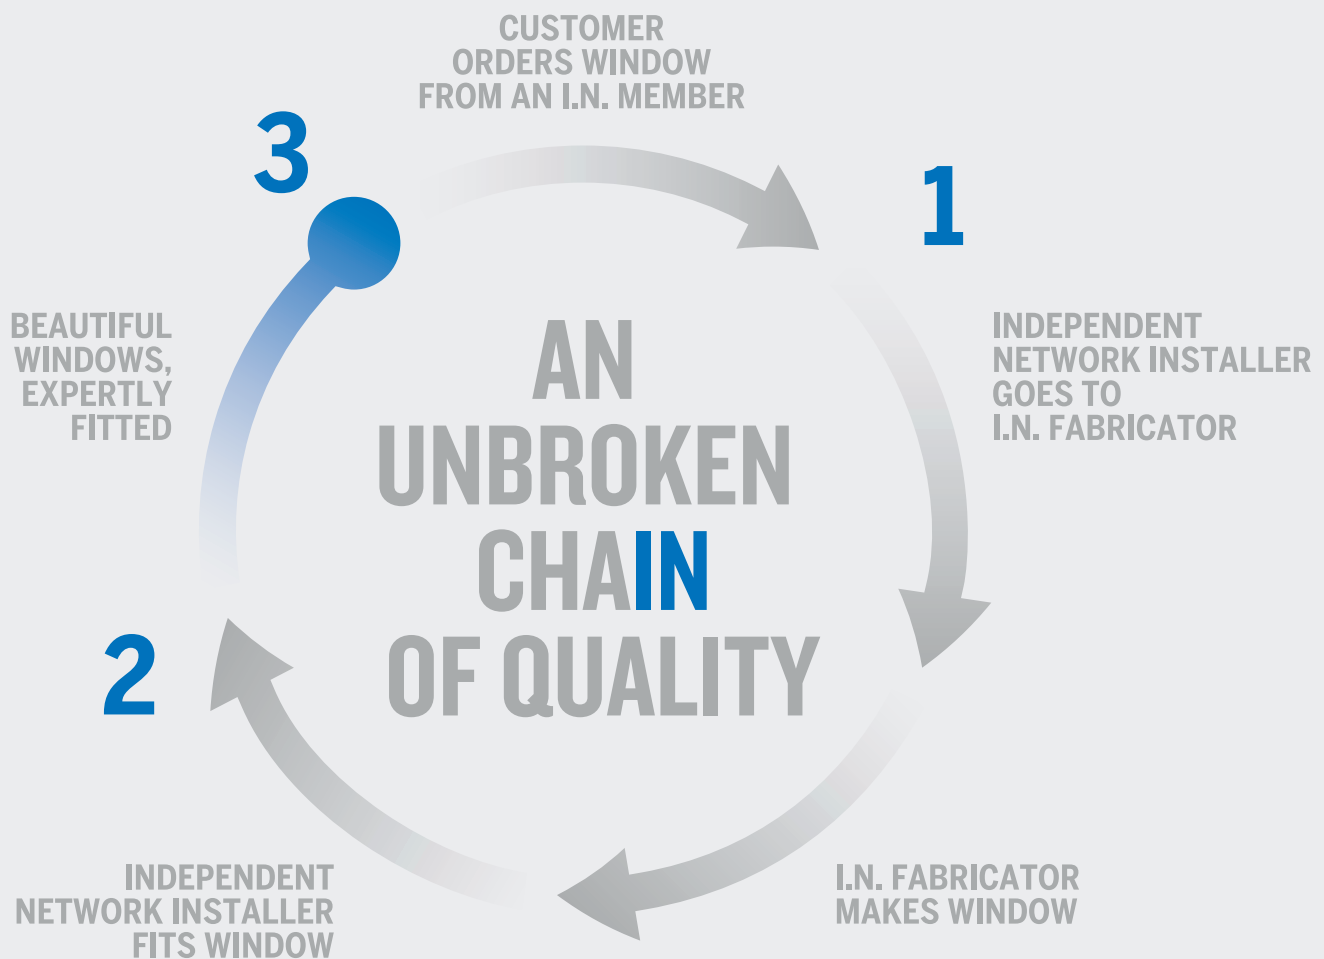 CUSTOMER
ORDERS WINDOW
FROM AN I.N. MEMBER
1
INDEPENDENT
NETWORK INSTALLER
GOES TO
I.N. FABRICATOR
I.N. FABRICATOR
MAKES WINDOW
INDEPENDENT
NETWORK INSTALLER
FITS WINDOW
2
BEAUTIFUL
WINDOWS,
EXPERTLY
FITTED
3
AN
UNBROKEN
CHAIN
OF QUALITY